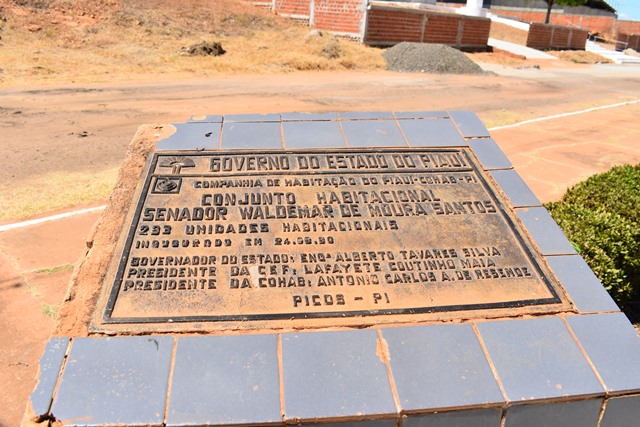 GOVERNO DO ESTADO DO PIAUÍ
COMPANHIA DE HABITAÇÃO DO PIAUÍ-COHAB-PI
CONJUNTO HABITACIONAL
SENADOR WALDEMAR DE MOURA SANTOS
233 UNIDADES HABITACIONAIS
INAUGURADO EM 24.08.90
GOVERNADOR DO ESTADO: ENGº ALBERTO TAVARES SILVA
PRESIDENTE DA CEF: LAFAYETE COUTINHO MAIA
PRESIDENTE DA COHAB: ANTONIO CARLOS A. DE RESENDE
PICOS - PI